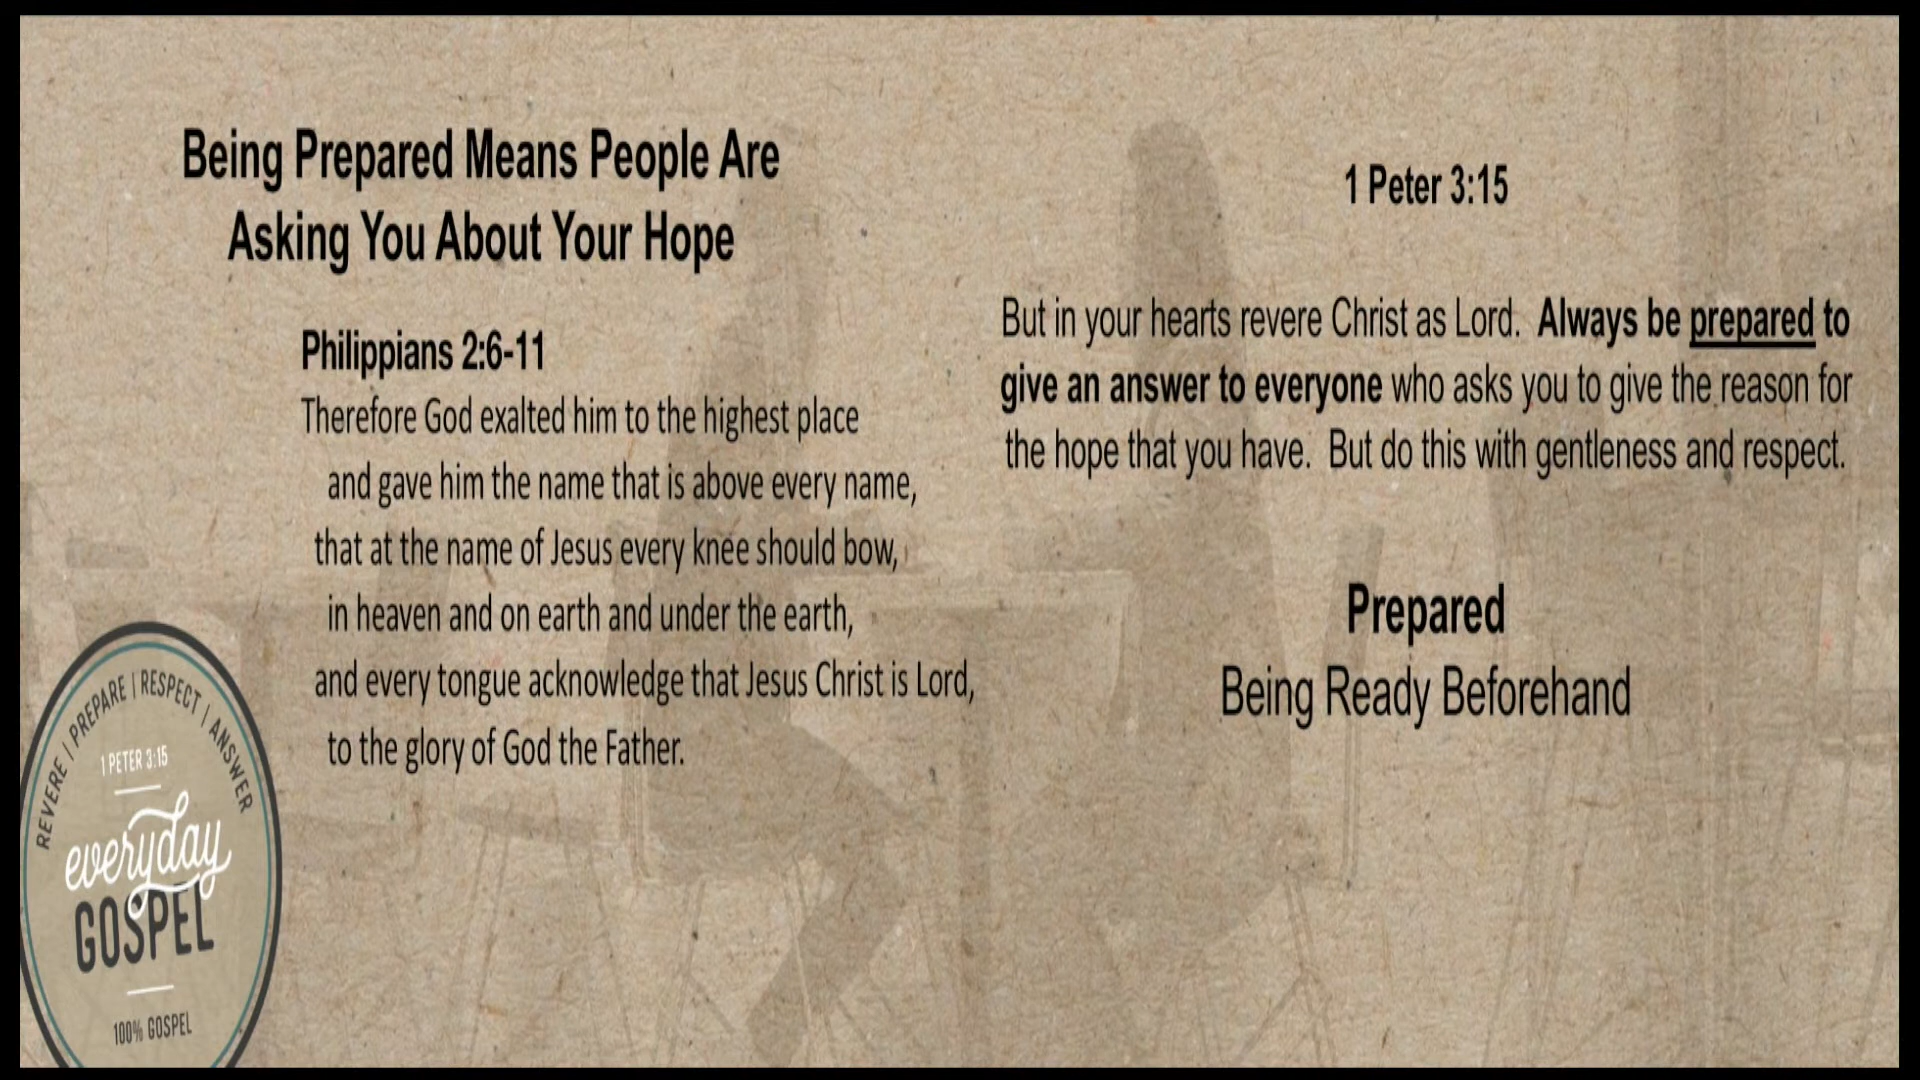 Being Prepared Means People Are
Asking You About Your Hope
Philippians 2:6-11
Therefore God exalted him to the highest place
and gave him the name that is above every name,
that at the name of Jesus every knee should bow,
in heaven and on earth and under the earth,
and every tongue acknowledge that Jesus Christ is Lord,
to the glory of God the Father.
1 Peter 3:15
But in your hearts revere Christ as Lord.  Always be prepared to
give an answer to everyone who asks you to give the reason for
the hope that you have.  But do this with gentleness and respect.
Prepared
Being Ready Beforehand
REVERE | PREPARE | RESPECT | ANSWER
1 PETER 3:15
everyday
GOSPEL
100% GOSPEL